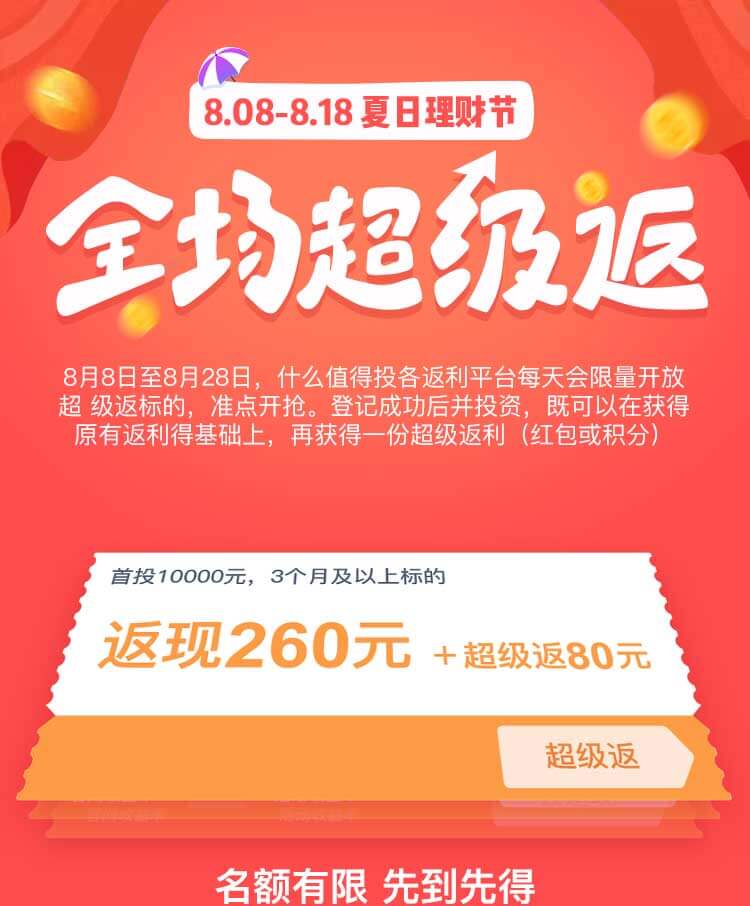 8.08-8.18 夏日理财节
全场超级返
8月8日至8月28日，什么值得投各返利平台每天会限量开放
超 级返标的，准点开抢。登记成功后并投资，既可以在获得
原有返利得基础上，再获得一份超级返利（红包或积分）
首投10000元，3个月及以上标的
返现260元 + 超级返80元
超级返
名额有限 先到先得